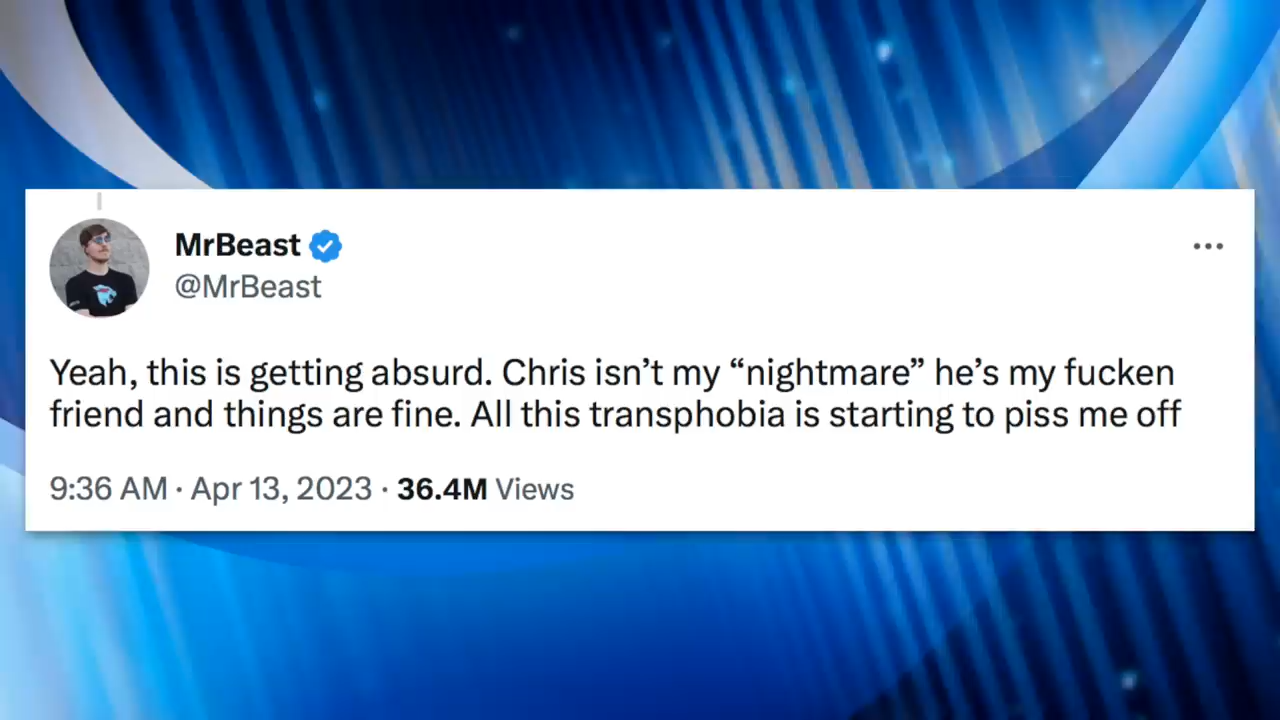 MrBeast
@MrBeast
Yeah, this is getting absurd. Chris isn’t my “nightmare” he’s my fucken
friend and things are fine. All this transphobia is starting to piss me off
9:36 AM · Apr 13, 2023 · 36.4M Views